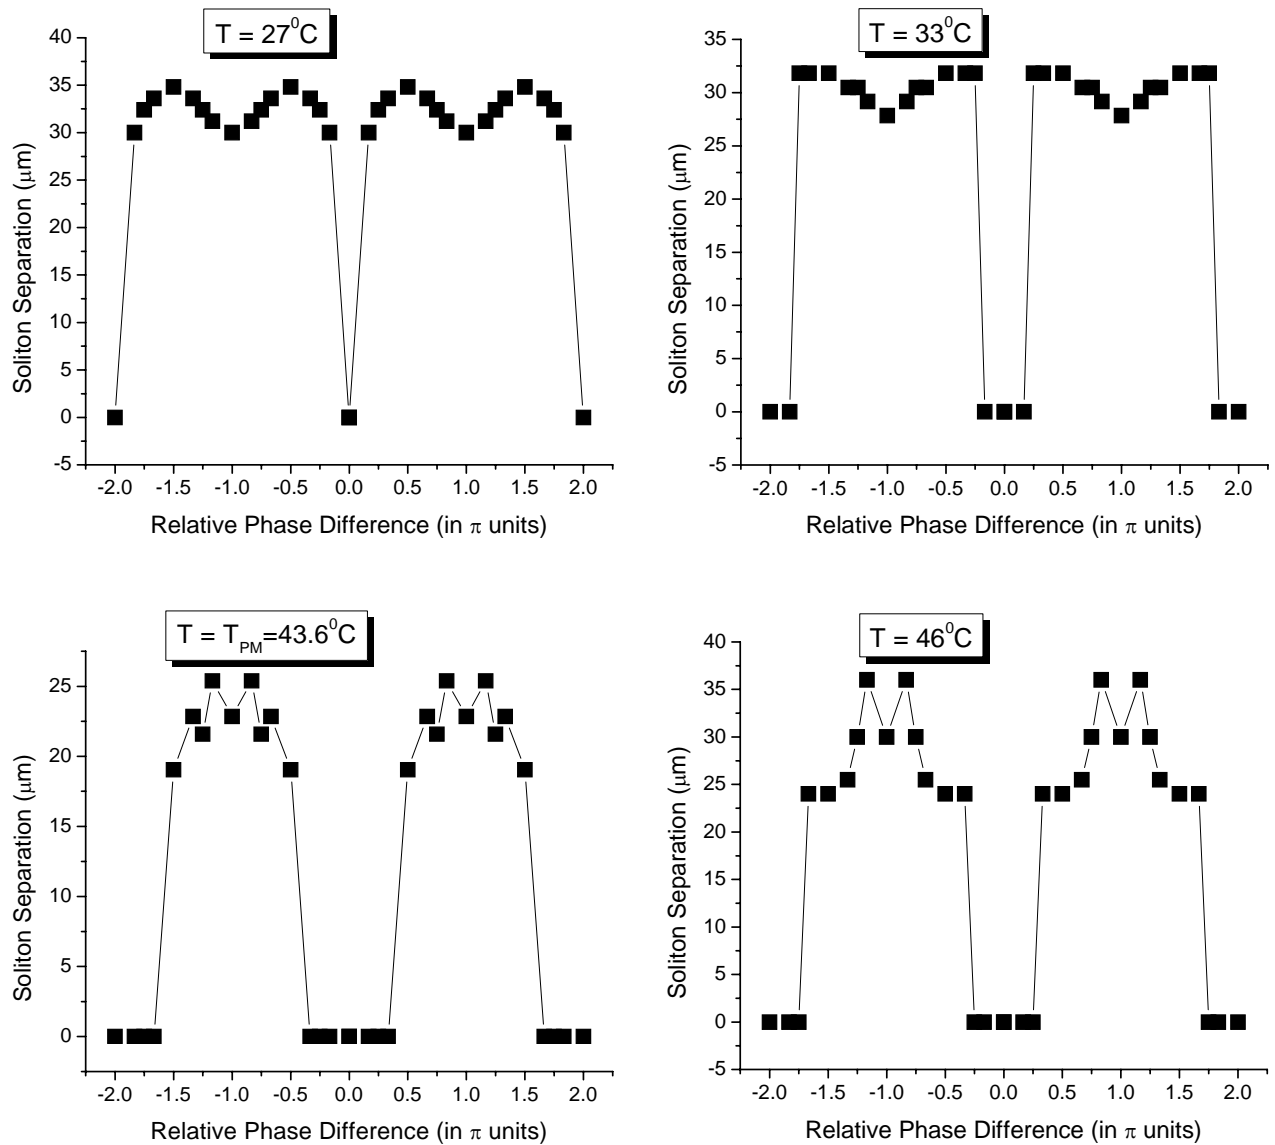 T = 27⁰C
Soliton Separation (μm)
40
35
30
25
20
15
10
5
0
-5
-2.0 -1.5 -1.0 -0.5 0.0 0.5 1.0 1.5 2.0
Relative Phase Difference (in π units)
T = 33⁰C
Soliton Separation (μm)
35
30
25
20
15
10
5
0
-5
-2.0 -1.5 -1.0 -0.5 0.0 0.5 1.0 1.5 2.0
Relative Phase Difference (in π units)
T = T_PM=43.6⁰C
Soliton Separation (μm)
25
20
15
10
5
0
-2.0 -1.5 -1.0 -0.5 0.0 0.5 1.0 1.5 2.0
Relative Phase Difference (in π units)
T = 46⁰C
Soliton Separation (μm)
40
35
30
25
20
15
10
5
0
-5
-2.0 -1.5 -1.0 -0.5 0.0 0.5 1.0 1.5 2.0
Relative Phase Difference (in π units)